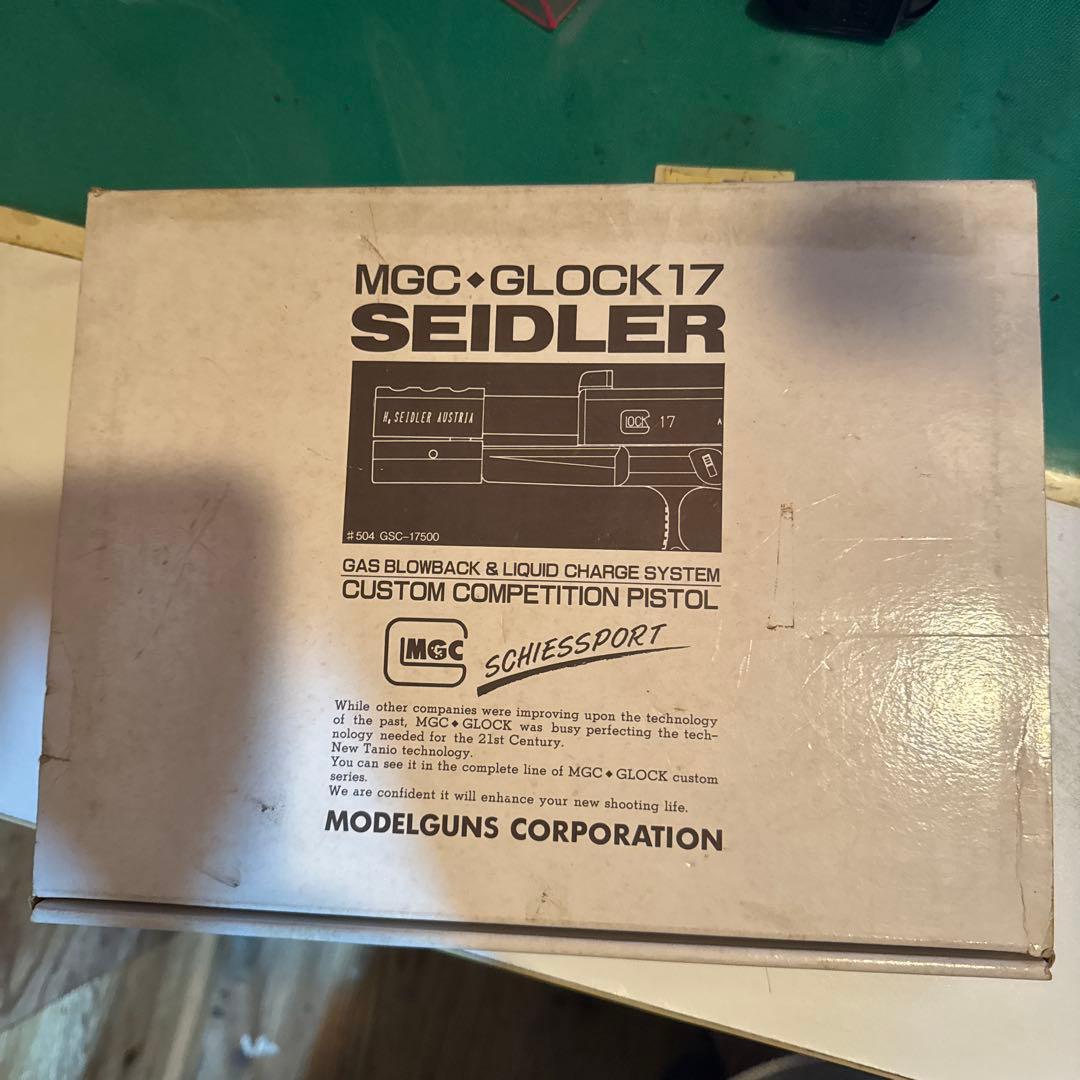 MGC◆GLOCK17
SEIDLER
H, SEIDLER AUSTRIA
GLOCK 17 A
#504 GSC-17500
GAS BLOWBACK & LIQUID CHARGE SYSTEM
CUSTOM COMPETITION PISTOL
MGC SCHIESSPORT
While other companies were improving upon the technology
of the past, MGC◆GLOCK was busy perfecting the tech-
nology needed for the 21st Century.
New Tanio technology.
You can see it in the complete line of MGC◆GLOCK custom
series.
We are confident it will enhance your new shooting life.
MODELGUNS CORPORATION